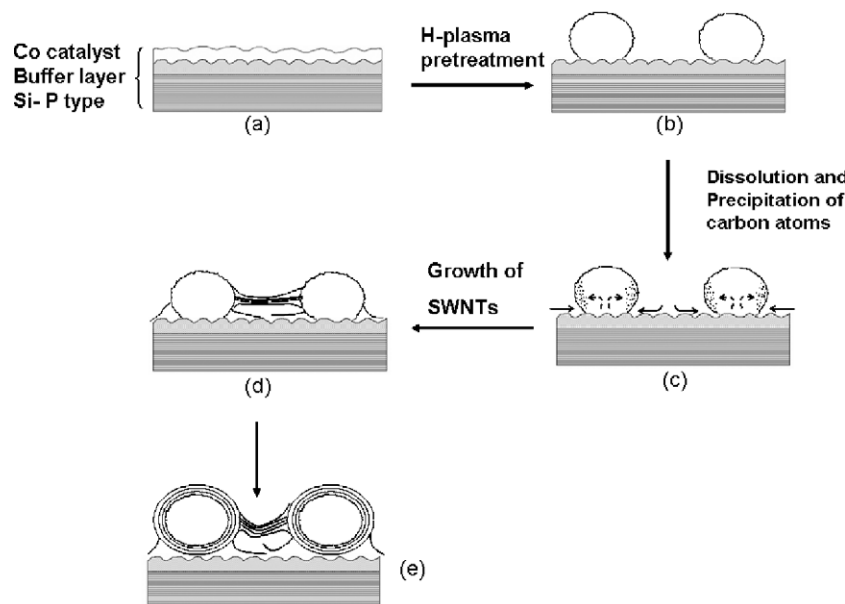 Co catalyst
Buffer layer
Si- P type
(a)
H-plasma
pretreatment
(b)
Dissolution and
Precipitation of
carbon atoms
(c)
Growth of
SWNTs
(d)
(e)